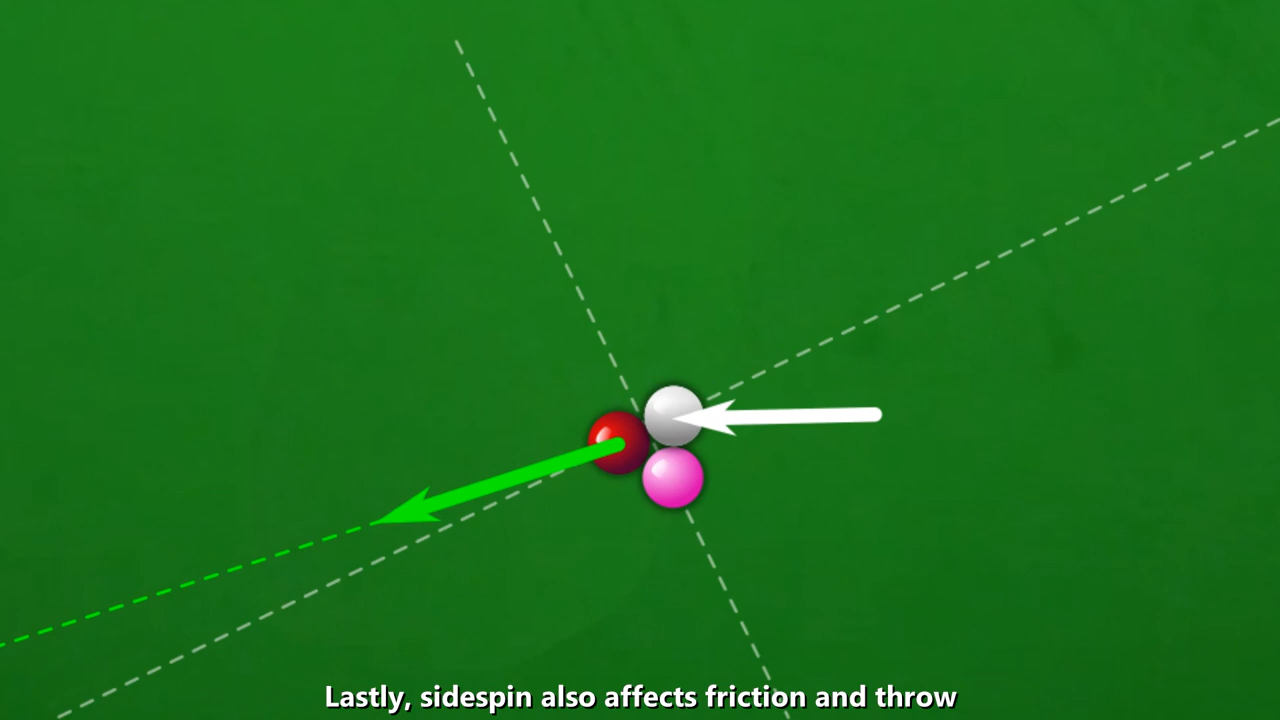 Lastly, sidespin also affects friction and throw